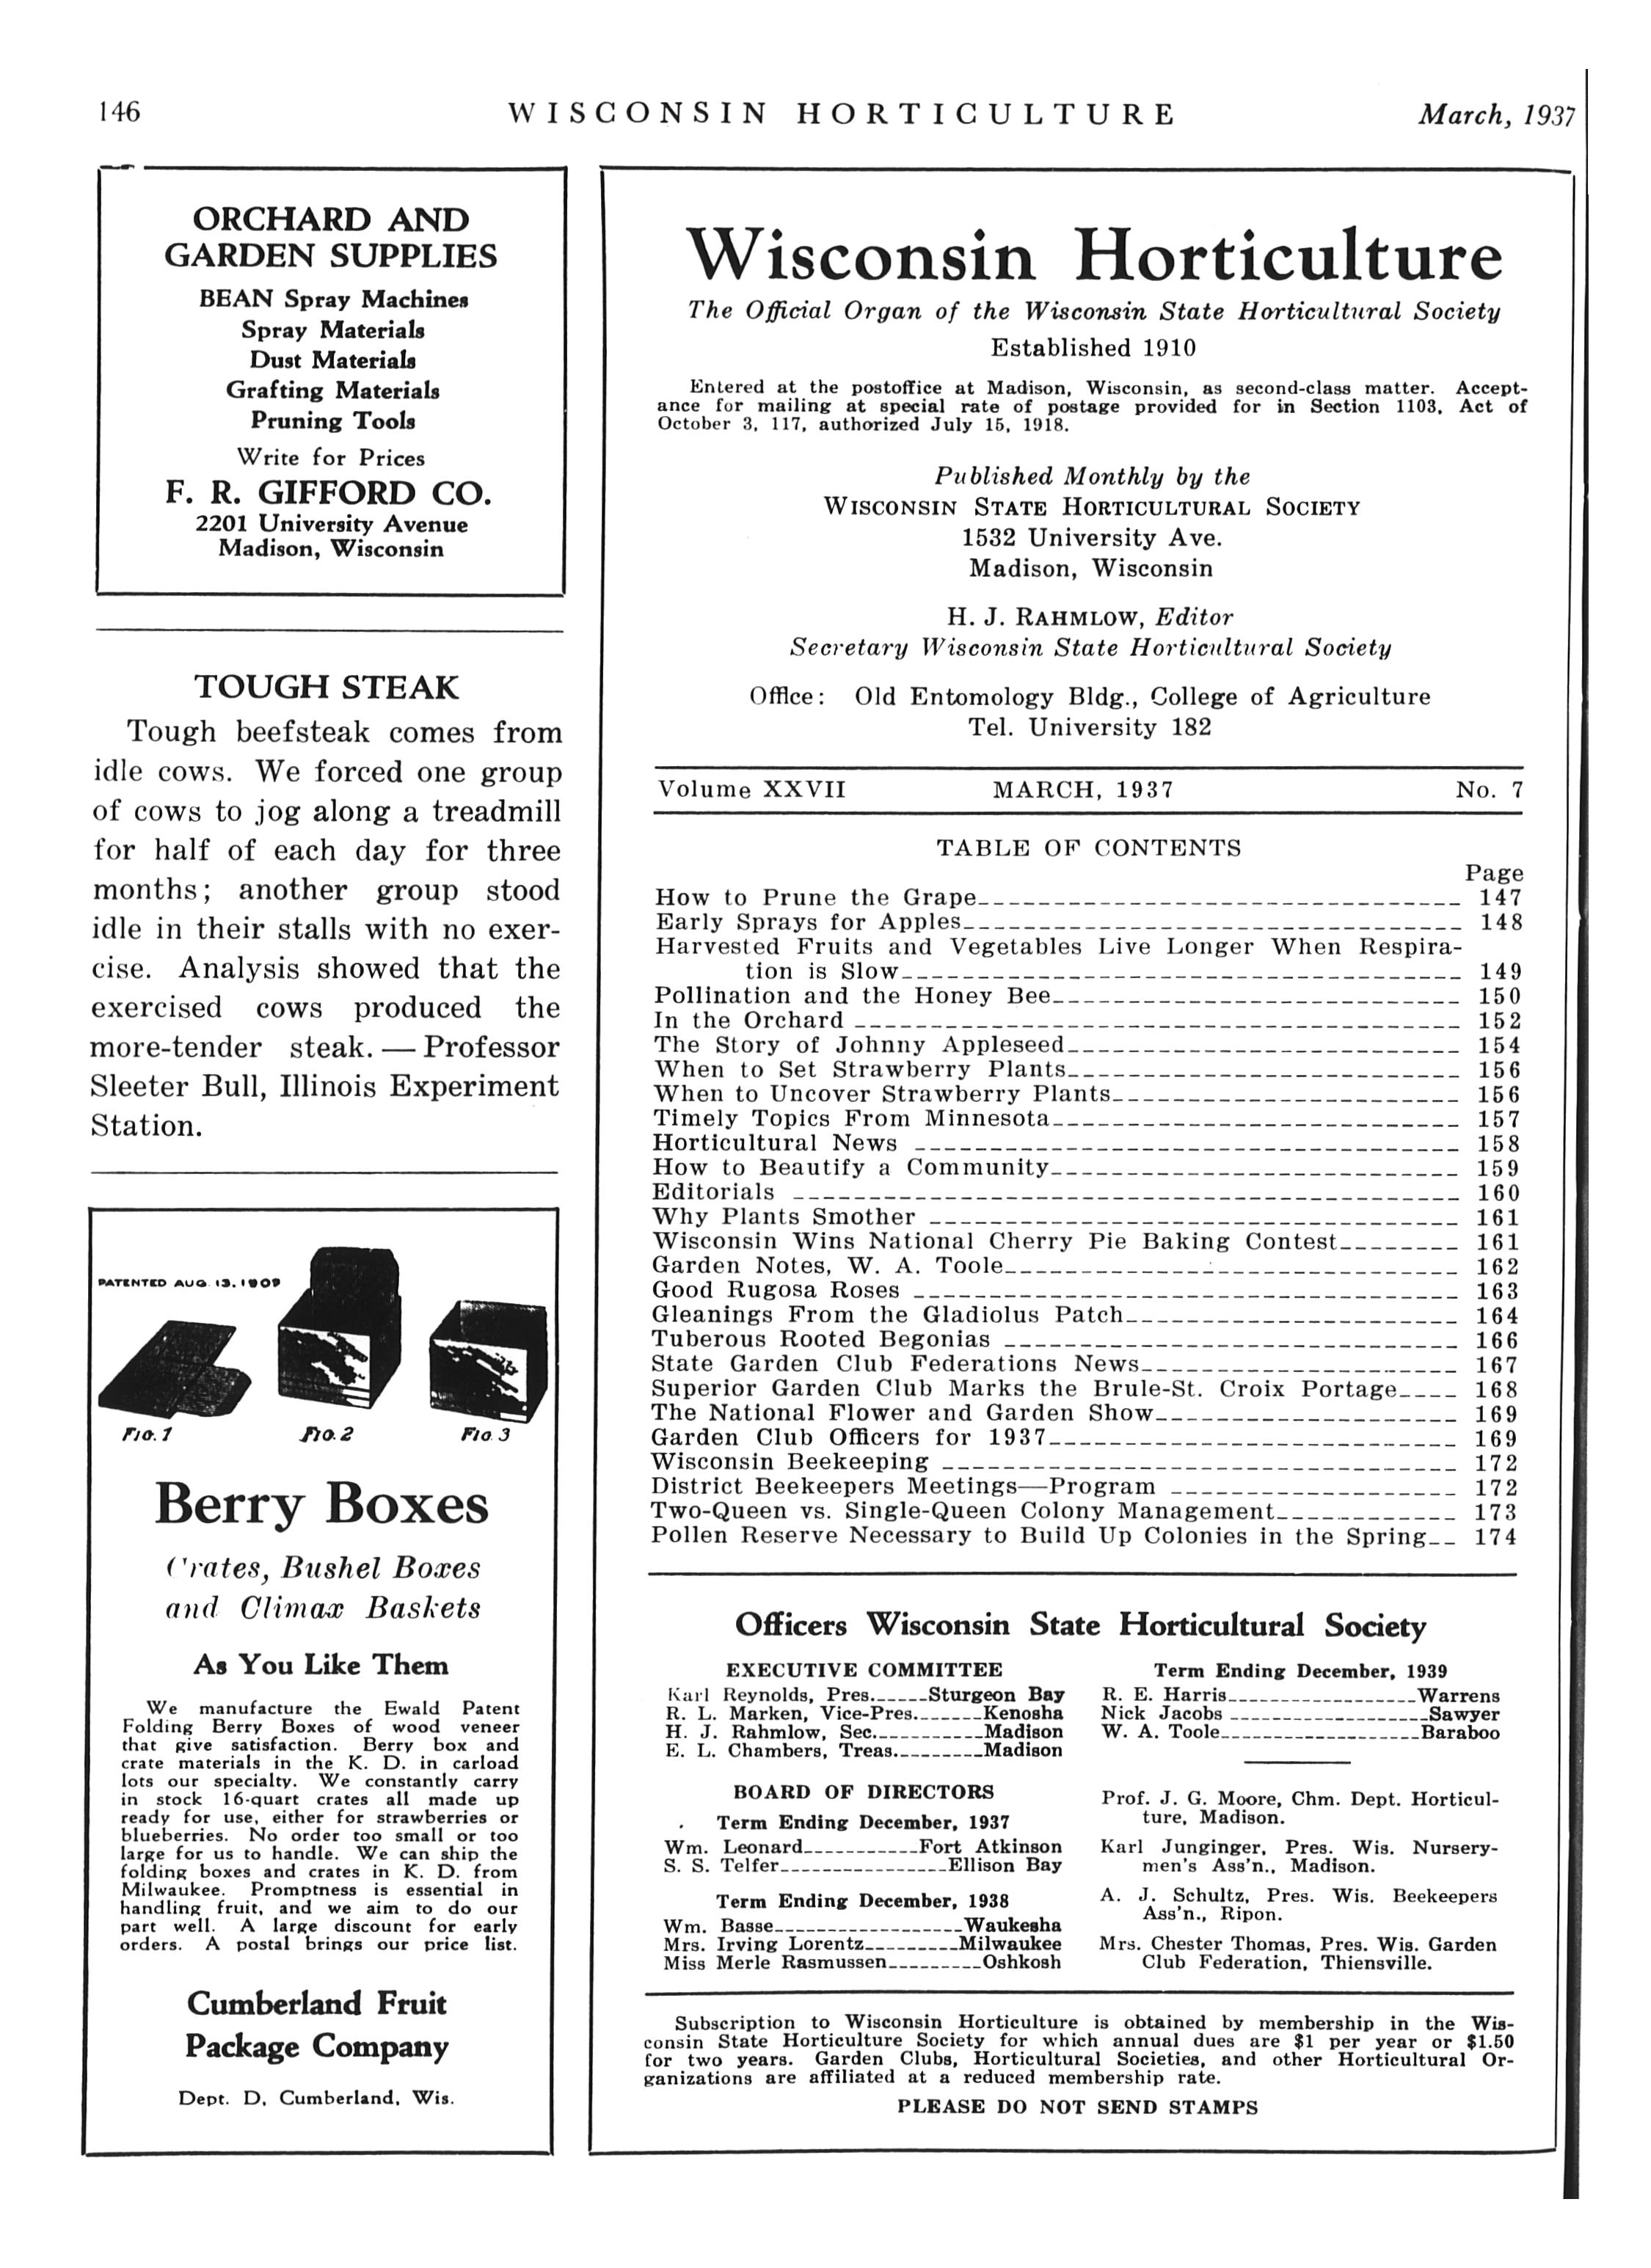 146
WISCONSIN HORTICULTURE
March, 1937
ORCHARD AND
GARDEN SUPPLIES
BEAN Spray Machines
Spray Materials
Dust Materials
Grafting Materials
Pruning Tools
Write for Prices
F. R. GIFFORD CO.
2201 University Avenue
Madison, Wisconsin
TOUGH STEAK
Tough beefsteak comes from
idle cows. We forced one group
of cows to jog along a treadmill
for half of each day for three
months; another group stood
idle in their stalls with no exer-
cise. Analysis showed that the
exercised cows produced the
more-tender steak. — Professor
Sleeter Bull, Illinois Experiment
Station.
PATENTED AUG. 13. 1909
FIG. 1
FIG. 2
FIG. 3
Berry Boxes
Crates, Bushel Boxes
and Climax Baskets
As You Like Them
We manufacture the Ewald Patent
Folding Berry Boxes of wood veneer
that give satisfaction. Berry box and
crate materials in the K. D. in carload
lots our specialty. We constantly carry
in stock 16-quart crates all made up
ready for use, either for strawberries or
blueberries. No order too small or too
large for us to handle. We can ship the
folding boxes and crates in K. D. from
Milwaukee. Promptness is essential in
handling fruit, and we aim to do our
part well. A large discount for early
orders. A postal brings our price list.
Cumberland Fruit
Package Company
Dept. D, Cumberland, Wis.
Wisconsin Horticulture
The Official Organ of the Wisconsin State Horticultural Society
Established 1910
Entered at the postoffice at Madison, Wisconsin, as second-class matter. Accept-
ance for mailing at special rate of postage provided for in Section 1103, Act of
October 3, 117, authorized July 15, 1918.
Published Monthly by the
WISCONSIN STATE HORTICULTURAL SOCIETY
1532 University Ave.
Madison, Wisconsin
H. J. RAHMLOW, Editor
Secretary Wisconsin State Horticultural Society
Office: Old Entomology Bldg., College of Agriculture
Tel. University 182
Volume XXVII MARCH, 1937 No. 7
TABLE OF CONTENTS
Page
How to Prune the Grape 147
Early Sprays for Apples 148
Harvested Fruits and Vegetables Live Longer When Respira-
tion is Slow 149
Pollination and the Honey Bee 150
In the Orchard 152
The Story of Johnny Appleseed 154
When to Set Strawberry Plants 156
When to Uncover Strawberry Plants 156
Timely Topics From Minnesota 157
Horticultural News 158
How to Beautify a Community 159
Editorials 160
Why Plants Smother 161
Wisconsin Wins National Cherry Pie Baking Contest 161
Garden Notes, W. A. Toole 162
Good Rugosa Roses 163
Gleanings From the Gladiolus Patch 164
Tuberous Rooted Begonias 166
State Garden Club Federations News 167
Superior Garden Club Marks the Brule-St. Croix Portage 168
The National Flower and Garden Show 169
Garden Club Officers for 1937 169
Wisconsin Beekeeping 172
District Beekeepers Meetings—Program 172
Two-Queen vs. Single-Queen Colony Management 173
Pollen Reserve Necessary to Build Up Colonies in the Spring 174
Officers Wisconsin State Horticultural Society
EXECUTIVE COMMITTEE
Karl Reynolds, Pres. Sturgeon Bay
R. L. Marken, Vice-Pres. Kenosha
H. J. Rahmlow, Sec. Madison
E. L. Chambers, Treas. Madison
BOARD OF DIRECTORS
Term Ending December, 1937
Wm. Leonard Fort Atkinson
S. S. Telfer Ellison Bay
Term Ending December, 1938
Wm. Basse Waukesha
Mrs. Irving Lorentz Milwaukee
Miss Merle Rasmussen Oshkosh
Term Ending December, 1939
R. E. Harris Warrens
Nick Jacobs Sawyer
W. A. Toole Baraboo
Prof. J. G. Moore, Chm. Dept. Horticul-
ture, Madison.
Karl Junginger, Pres. Wis. Nursery-
men's Ass'n., Madison.
A. J. Schultz, Pres. Wis. Beekeepers
Ass'n., Ripon.
Mrs. Chester Thomas, Pres. Wis. Garden
Club Federation, Thiensville.
Subscription to Wisconsin Horticulture is obtained by membership in the Wis-
consin State Horticulture Society for which annual dues are $1 per year or $1.50
for two years. Garden Clubs, Horticultural Societies, and other Horticultural Or-
ganizations are affiliated at a reduced membership rate.
PLEASE DO NOT SEND STAMPS